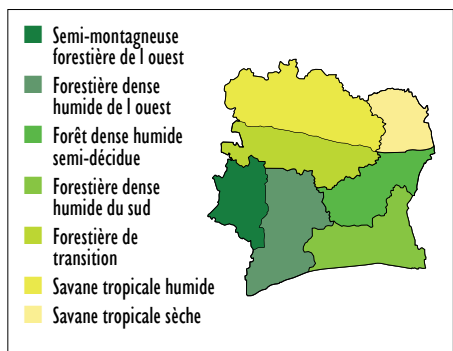 Semi-montagneuse
forestière de l ouest
Forestière dense
humide de l ouest
Forêt dense humide
semi-décidue
Forestière dense
humide du sud
Forestière de
transition
Savane tropicale humide
Savane tropicale sèche